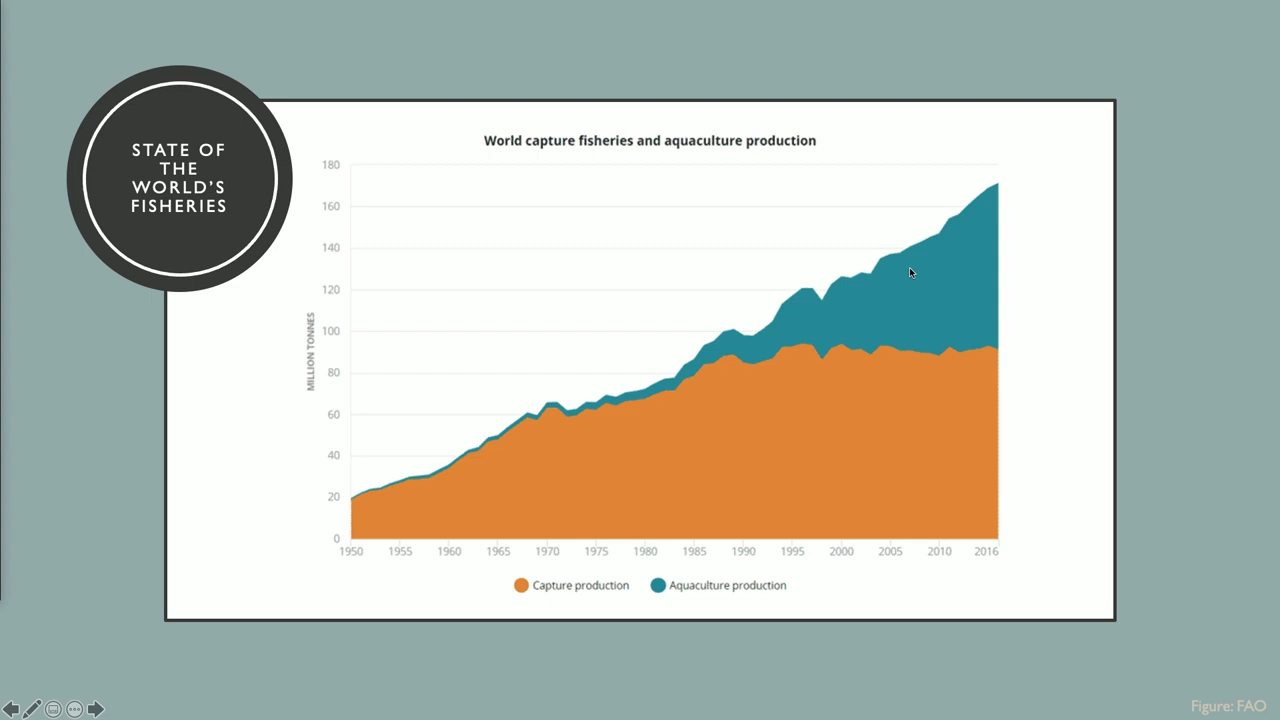 STATE OF
THE
WORLD'S
FISHERIES
World capture fisheries and aquaculture production
MILLION TONNES
180
160
140
120
100
80
60
40
20
0
1950 1955 1960 1965 1970 1975 1980 1985 1990 1995 2000 2005 2010 2016
Capture production Aquaculture production
Figure: FAO